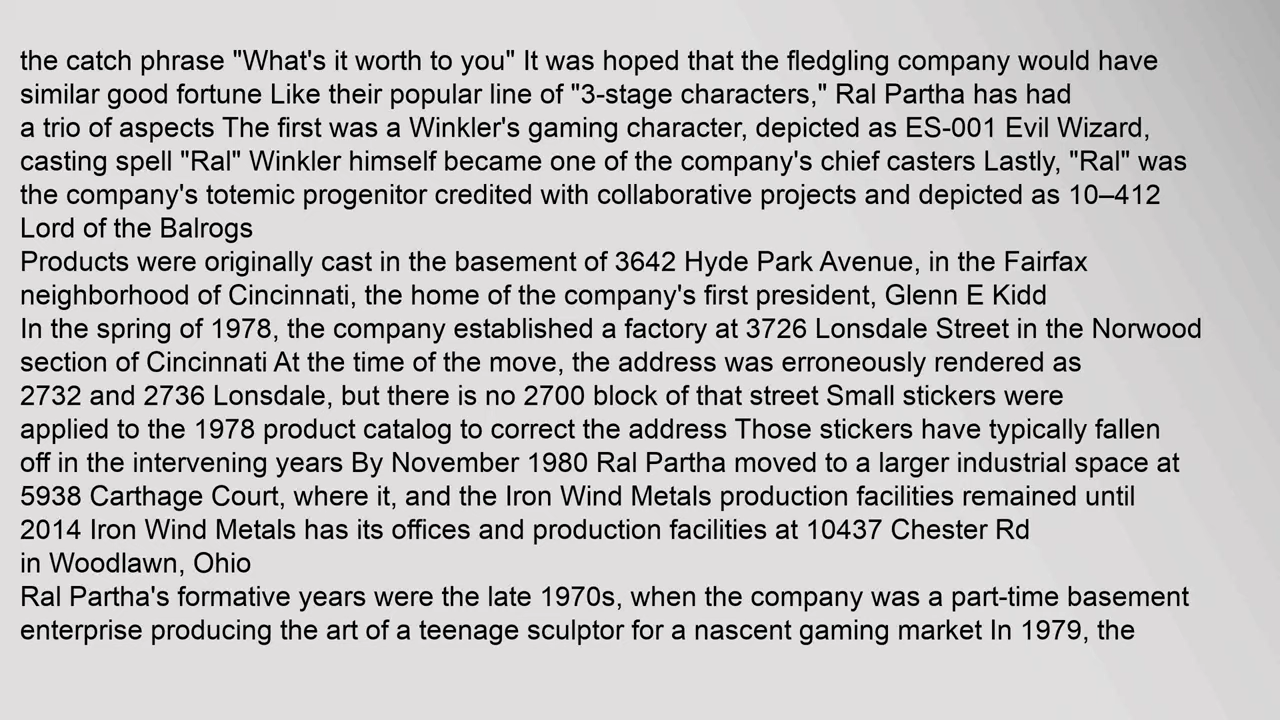 the catch phrase "What's it worth to you" It was hoped that the fledgling company would have
similar good fortune Like their popular line of "3-stage characters," Ral Partha has had
a trio of aspects The first was a Winkler's gaming character, depicted as ES-001 Evil Wizard,
casting spell "Ral" Winkler himself became one of the company's chief casters Lastly, "Ral" was
the company's totemic progenitor credited with collaborative projects and depicted as 10–412
Lord of the Balrogs
Products were originally cast in the basement of 3642 Hyde Park Avenue, in the Fairfax
neighborhood of Cincinnati, the home of the company's first president, Glenn E Kidd
In the spring of 1978, the company established a factory at 3726 Lonsdale Street in the Norwood
section of Cincinnati At the time of the move, the address was erroneously rendered as
2732 and 2736 Lonsdale, but there is no 2700 block of that street Small stickers were
applied to the 1978 product catalog to correct the address Those stickers have typically fallen
off in the intervening years By November 1980 Ral Partha moved to a larger industrial space at
5938 Carthage Court, where it, and the Iron Wind Metals production facilities remained until
2014 Iron Wind Metals has its offices and production facilities at 10437 Chester Rd
in Woodlawn, Ohio
Ral Partha's formative years were the late 1970s, when the company was a part-time basement
enterprise producing the art of a teenage sculptor for a nascent gaming market In 1979, the